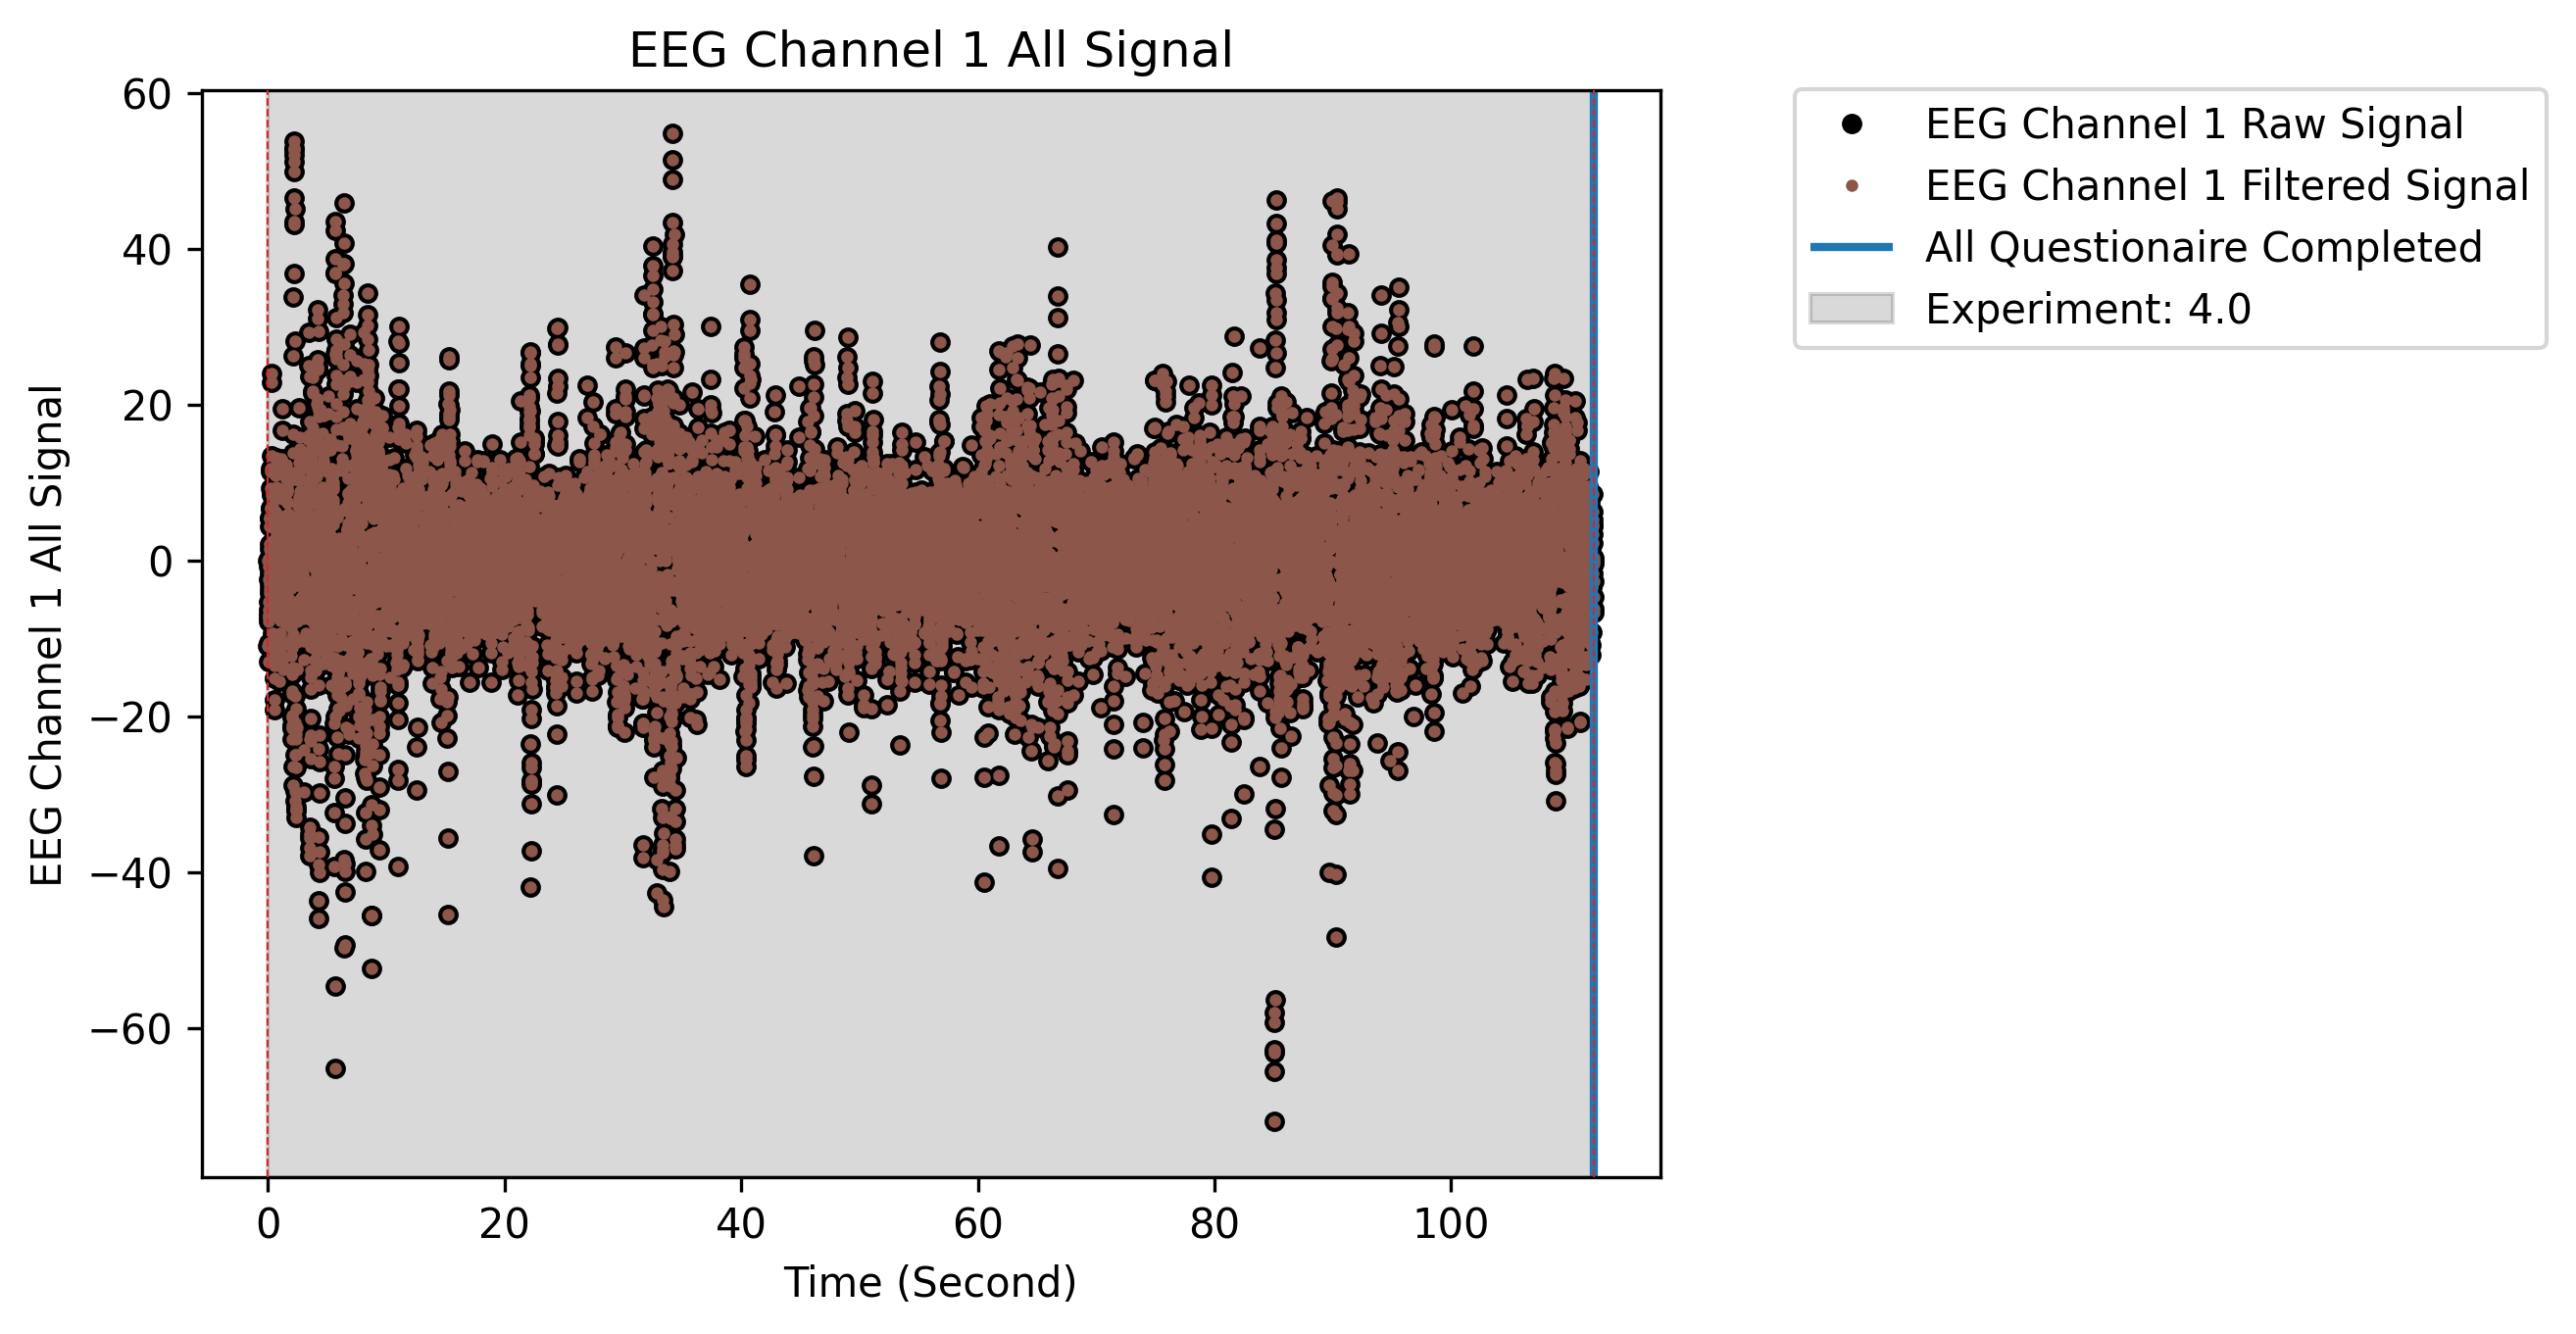 EEG Channel 1 All Signal
EEG Channel 1 All Signal
60
40
20
0
−20
−40
−60
0 20 40 60 80 100
Time (Second)
EEG Channel 1 Raw Signal
EEG Channel 1 Filtered Signal
All Questionaire Completed
Experiment: 4.0